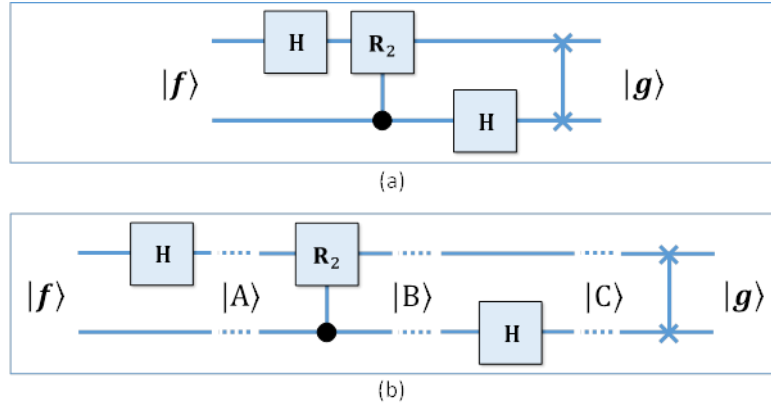 H R₂
|f⟩ |g⟩
H
(a)
H R₂
|f⟩ |A⟩ |B⟩ |C⟩ |g⟩
H
(b)